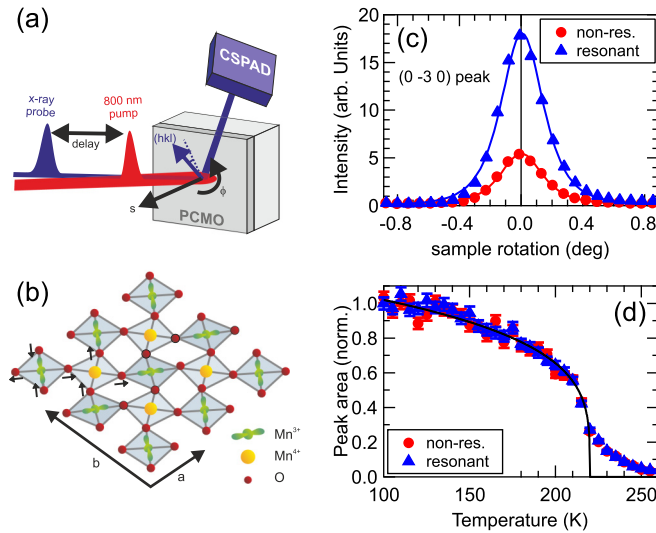 (a)
CSPAD
x-ray
probe
800 nm
pump
delay
(hkl)
ϕ
s
PCMO
(b)
b
a
Mn³⁺
Mn⁴⁺
O
(c)
non-res.
resonant
(0 -3 0) peak
Intensity (arb. Units)
20
15
10
5
0
-0.8 -0.4 0.0 0.4 0.8
sample rotation (deg)
(d)
Peak area (norm.)
1.0
0.8
0.6
0.4
0.2
0.0
non-res.
resonant
100 150 200 250
Temperature (K)